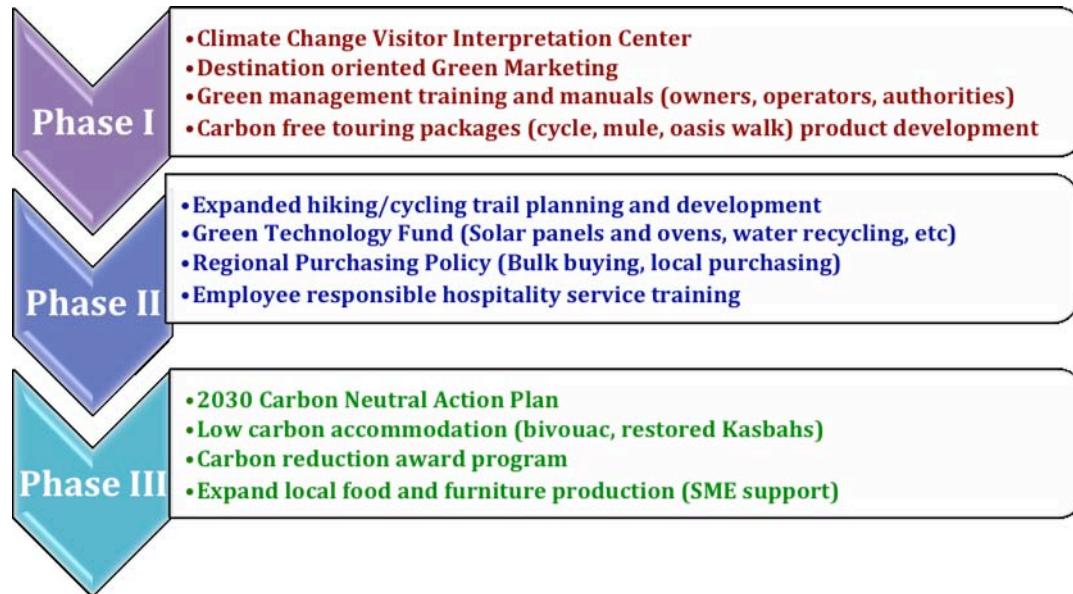 Phase I
•Climate Change Visitor Interpretation Center
•Destination oriented Green Marketing
•Green management training and manuals (owners, operators, authorities)
•Carbon free touring packages (cycle, mule, oasis walk) product development
Phase II
•Expanded hiking/cycling trail planning and development
•Green Technology Fund (Solar panels and ovens, water recycling, etc)
•Regional Purchasing Policy (Bulk buying, local purchasing)
•Employee responsible hospitality service training
Phase III
•2030 Carbon Neutral Action Plan
•Low carbon accommodation (bivouac, restored Kasbahs)
•Carbon reduction award program
•Expand local food and furniture production (SME support)